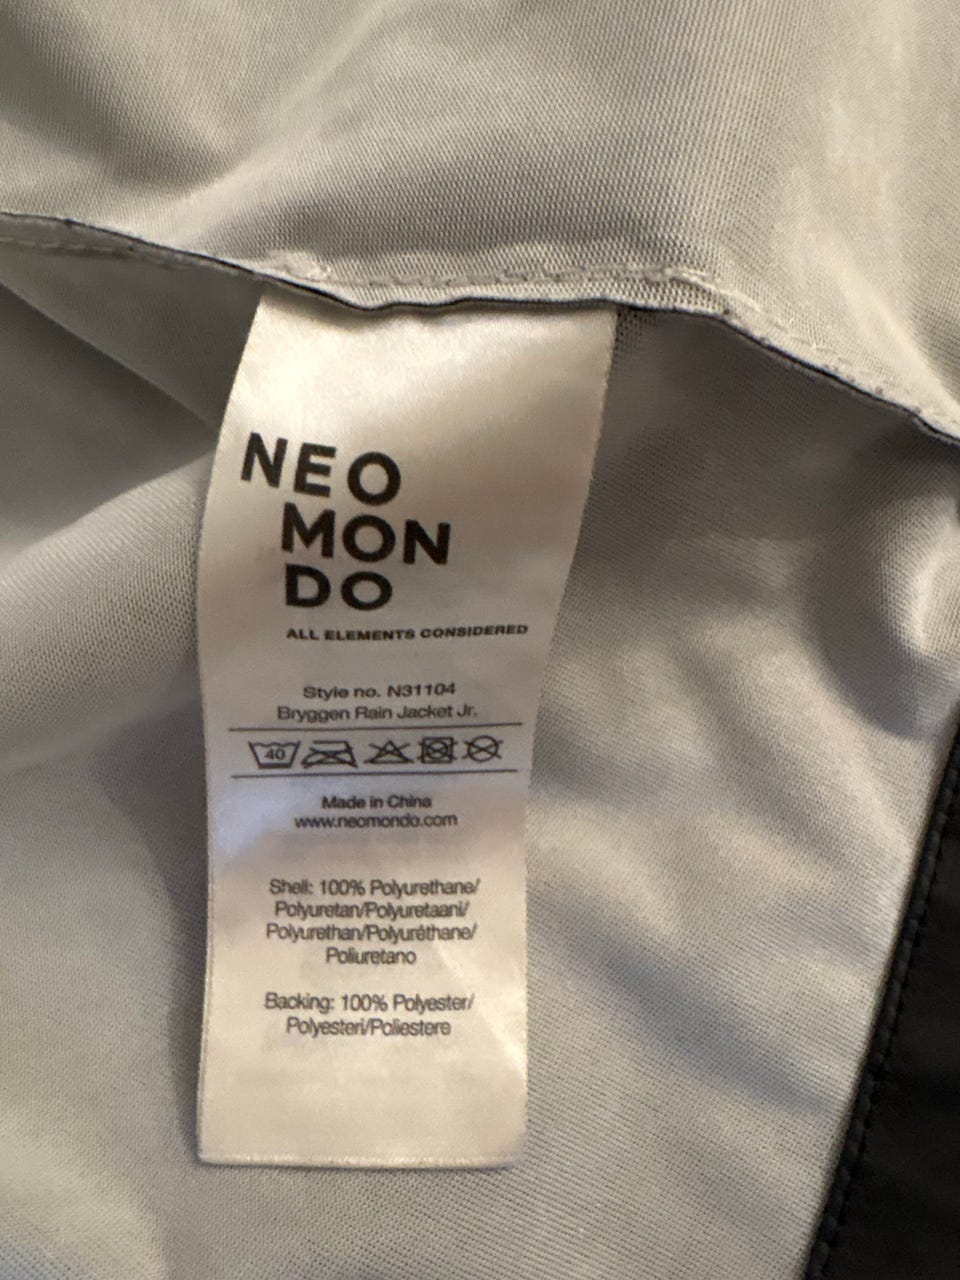 NEO
MON
DO
ALL ELEMENTS CONSIDERED
Style no. N31104
Bryggen Rain Jacket Jr.
40
Made in China
www.neomondo.com
Shell: 100% Polyurethane/
Polyuretan/Polyuretaani/
Polyurethan/Polyuréthane/
Poliuretano
Backing: 100% Polyester/
Polyesteri/Poliestere